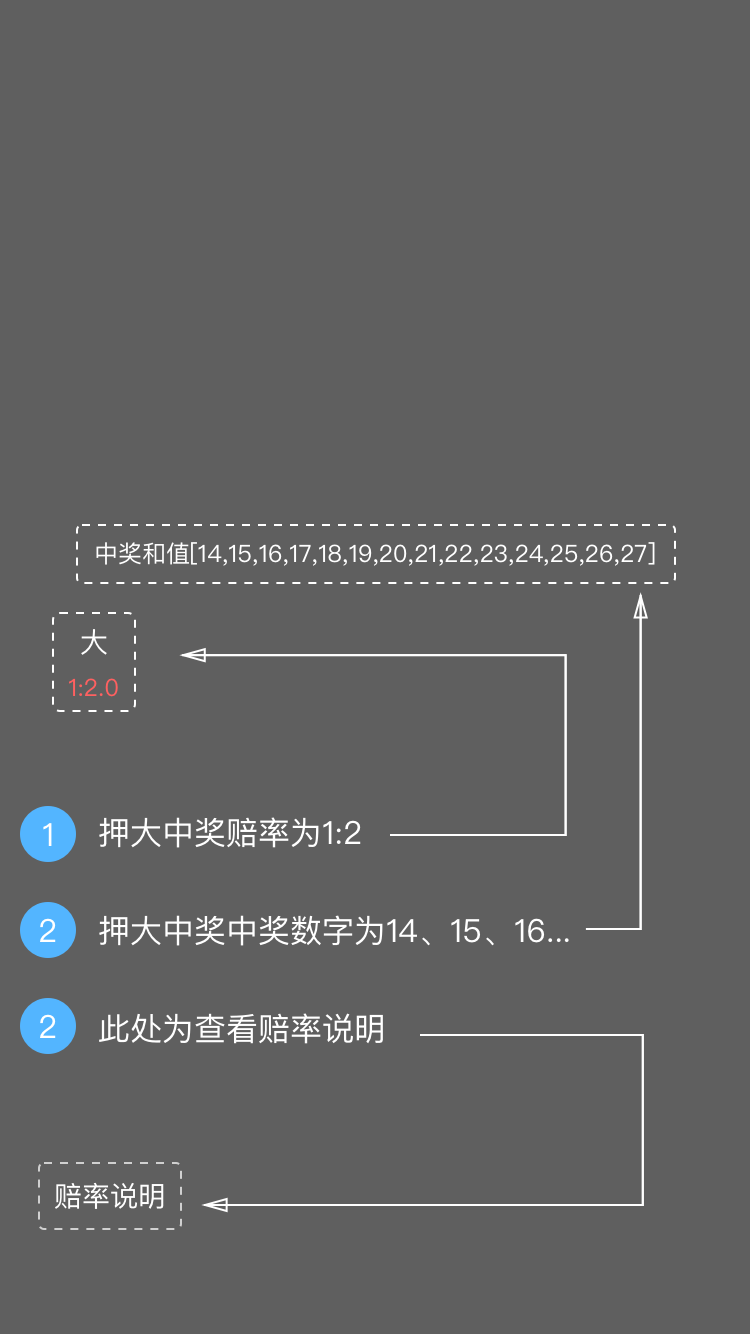 中奖和值[14,15,16,17,18,19,20,21,22,23,24,25,26,27]
大
1:2.0
1 押大中奖赔率为1:2
2 押大中奖中奖数字为14、15、16...
2 此处为查看赔率说明
赔率说明